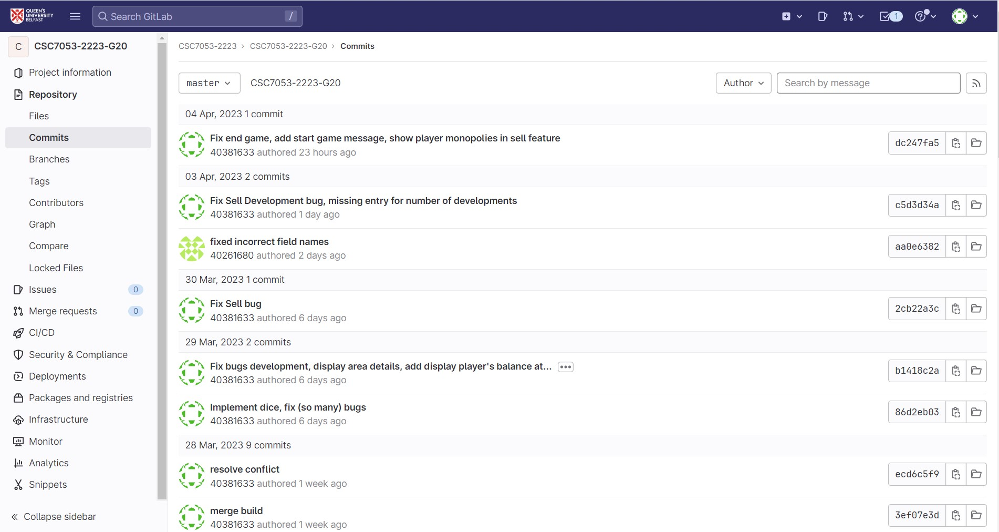 QUEEN'S
UNIVERSITY
BELFAST
Search GitLab
/
1
C
CSC7053-2223-G20
Project information
Repository
Files
Commits
Branches
Tags
Contributors
Graph
Compare
Locked Files
Issues
0
Merge requests
0
CI/CD
Security & Compliance
Deployments
Packages and registries
Infrastructure
Monitor
Analytics
Snippets
« Collapse sidebar
CSC7053-2223 › CSC7053-2223-G20 › Commits
master
CSC7053-2223-G20
Author
Search by message
04 Apr, 2023 1 commit
Fix end game, add start game message, show player monopolies in sell feature
40381633 authored 23 hours ago
dc247fa5
03 Apr, 2023 2 commits
Fix Sell Development bug, missing entry for number of developments
40381633 authored 1 day ago
c5d3d34a
fixed incorrect field names
40261680 authored 2 days ago
aa0e6382
30 Mar, 2023 1 commit
Fix Sell bug
40381633 authored 6 days ago
2cb22a3c
29 Mar, 2023 2 commits
Fix bugs development, display area details, add display player's balance at...
40381633 authored 6 days ago
b1418c2a
Implement dice, fix (so many) bugs
40381633 authored 6 days ago
86d2eb03
28 Mar, 2023 9 commits
resolve conflict
40381633 authored 1 week ago
ecd6c5f9
merge build
40381633 authored 1 week ago
3ef07e3d